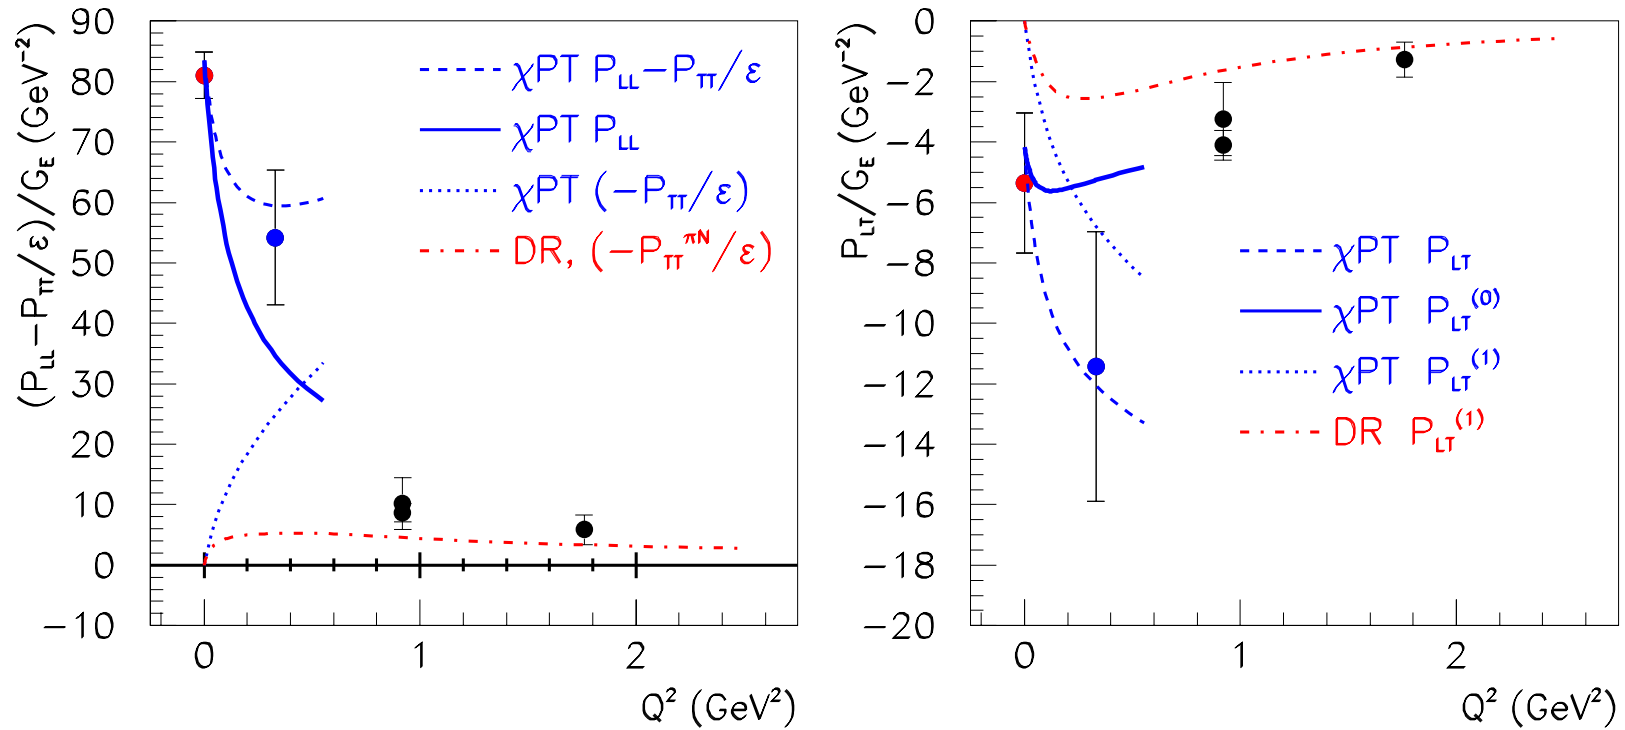 (P_LL−P_TT/ε)/G_E (GeV⁻²)
90
80
70
60
50
40
30
20
10
0
−10
χPT P_LL−P_TT/ε
χPT P_LL
χPT (−P_TT/ε)
DR, (−P_TT^πN/ε)
0 1 2
Q² (GeV²)
P_LT/G_E (GeV⁻²)
−0
−2
−4
−6
−8
−10
−12
−14
−16
−18
−20
χPT P_LT
χPT P_LT^(0)
χPT P_LT^(1)
DR P_LT^(1)
0 1 2
Q² (GeV²)